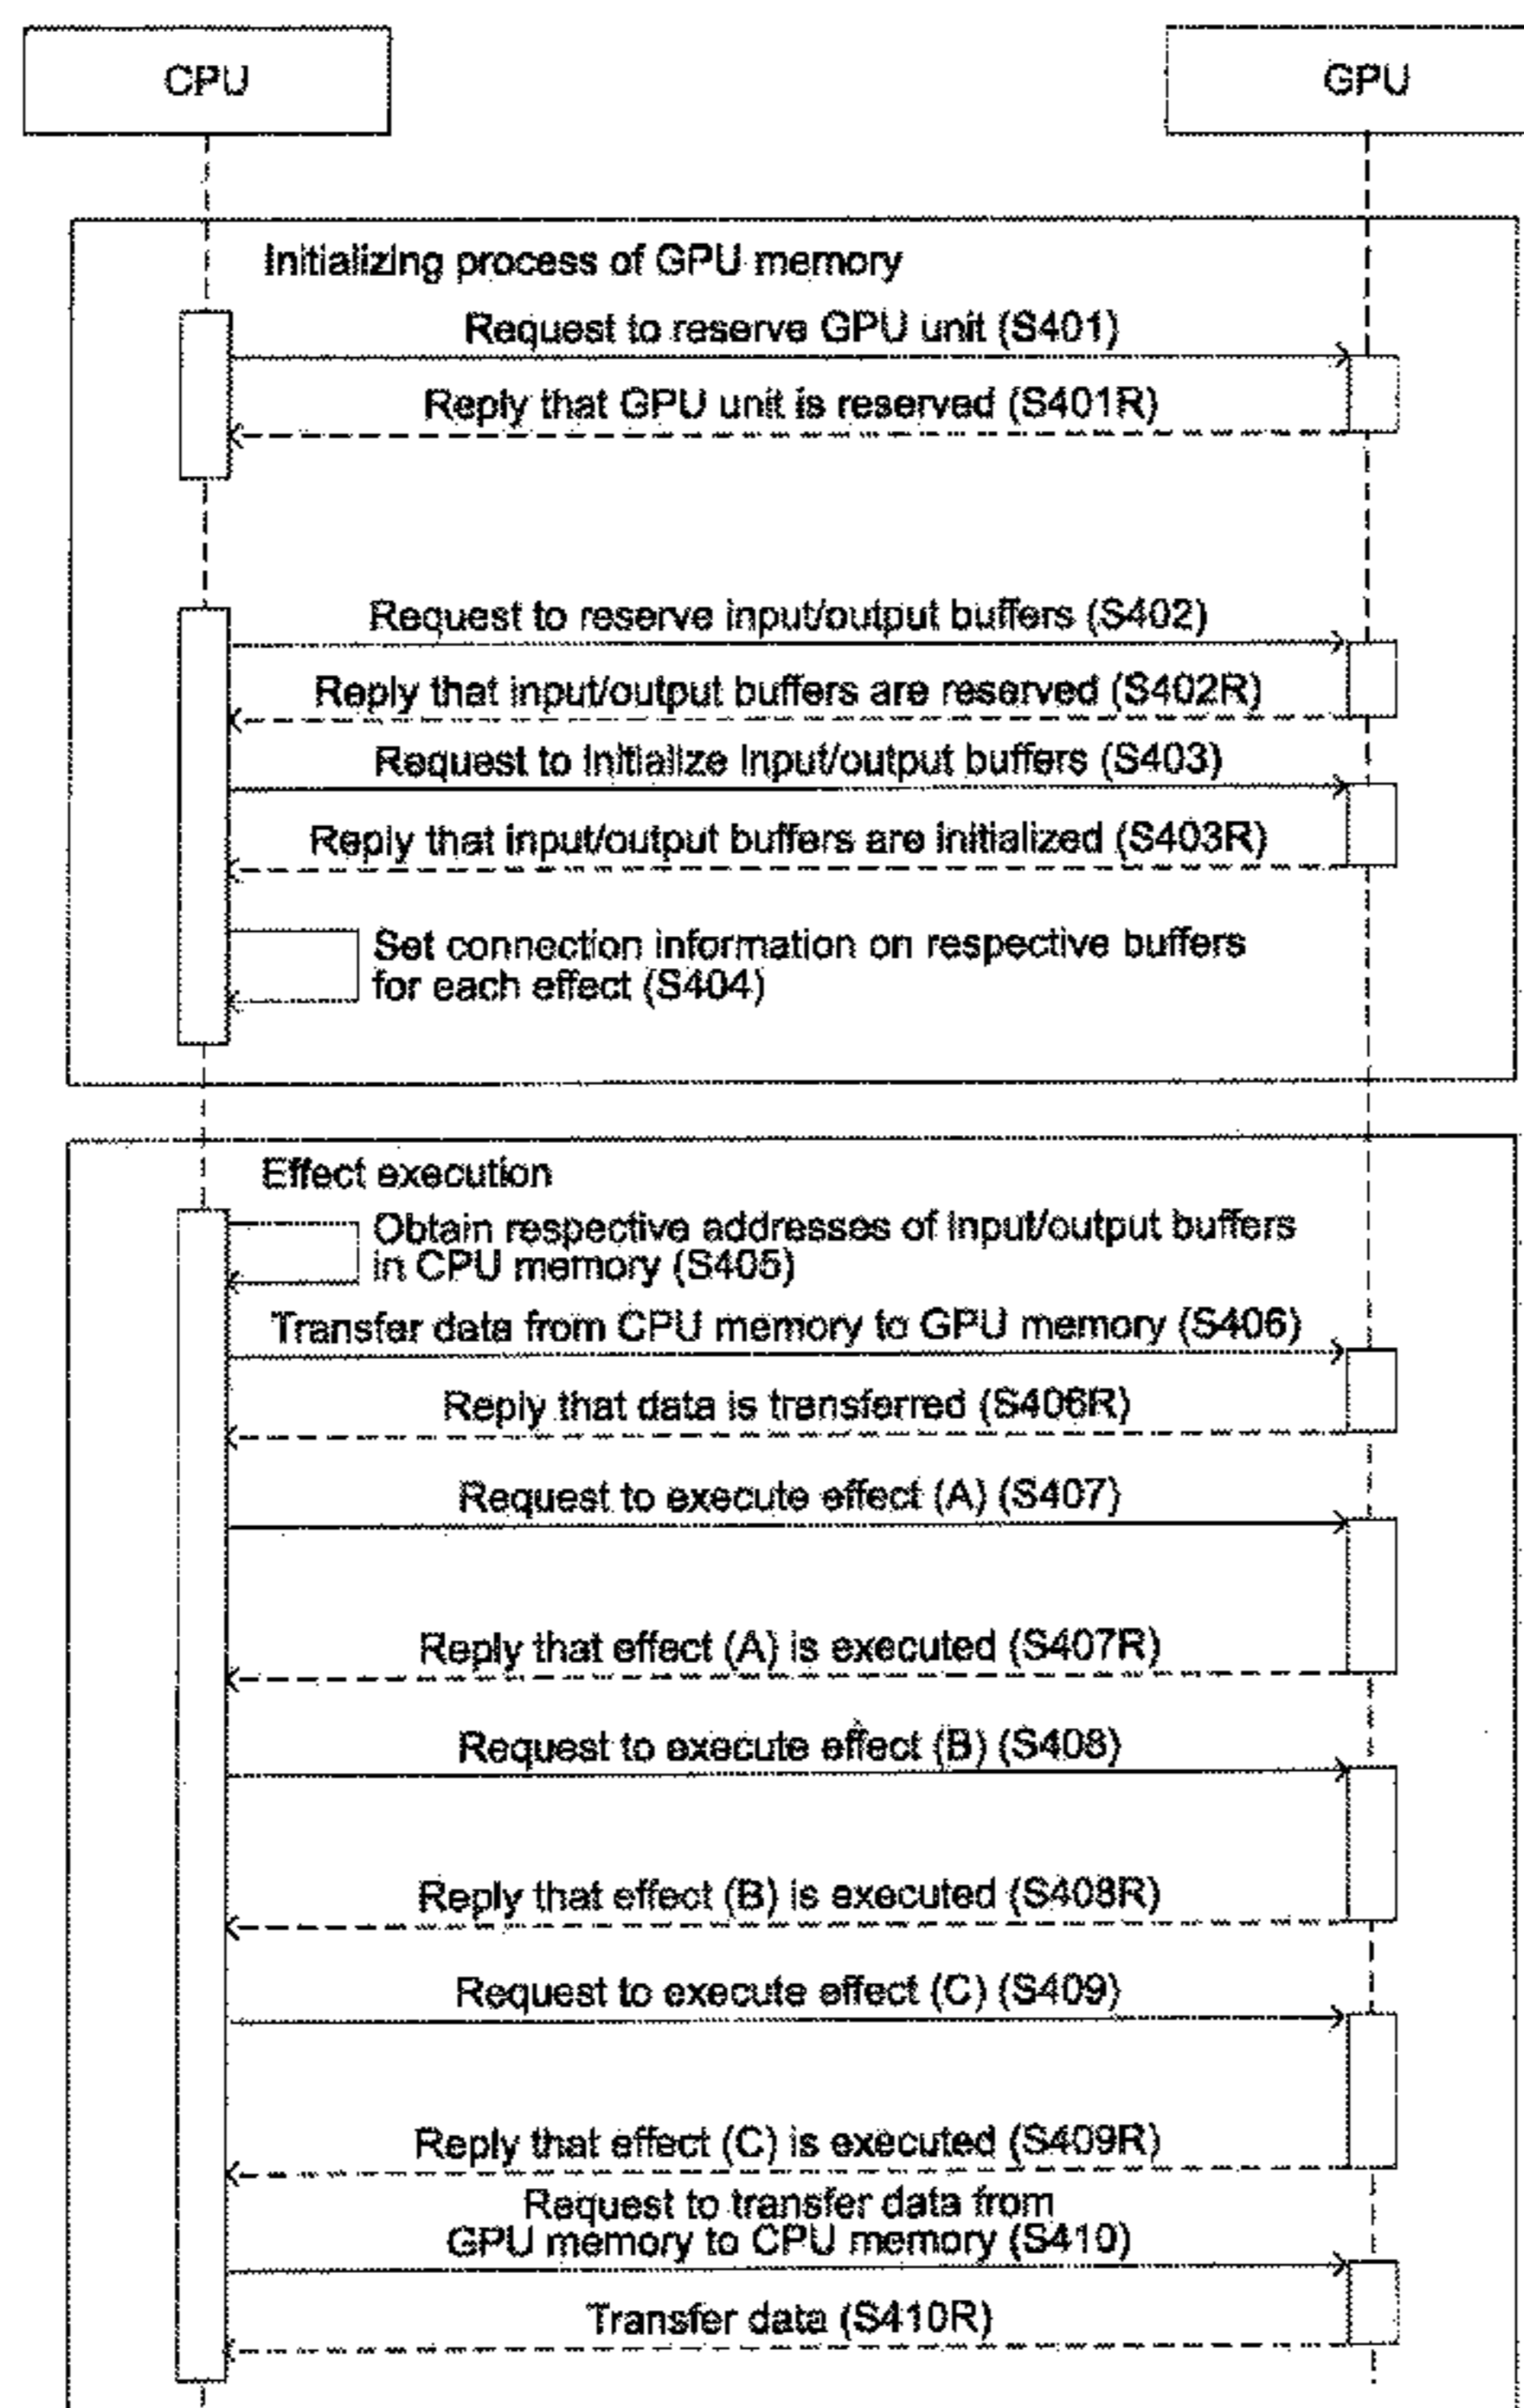 CPU
GPU
Initializing process of GPU memory
Request to reserve GPU unit (S401)
Reply that GPU unit is reserved (S401R)
Request to reserve input/output buffers (S402)
Reply that input/output buffers are reserved (S402R)
Request to initialize input/output buffers (S403)
Reply that input/output buffers are initialized (S403R)
Set connection information on respective buffers
for each effect (S404)
Effect execution
Obtain respective addresses of input/output buffers
in CPU memory (S405)
Transfer data from CPU memory to GPU memory (S406)
Reply that data is transferred (S406R)
Request to execute effect (A) (S407)
Reply that effect (A) is executed (S407R)
Request to execute effect (B) (S408)
Reply that effect (B) is executed (S408R)
Request to execute effect (C) (S409)
Reply that effect (C) is executed (S409R)
Request to transfer data from
GPU memory to CPU memory (S410)
Transfer data (S410R)